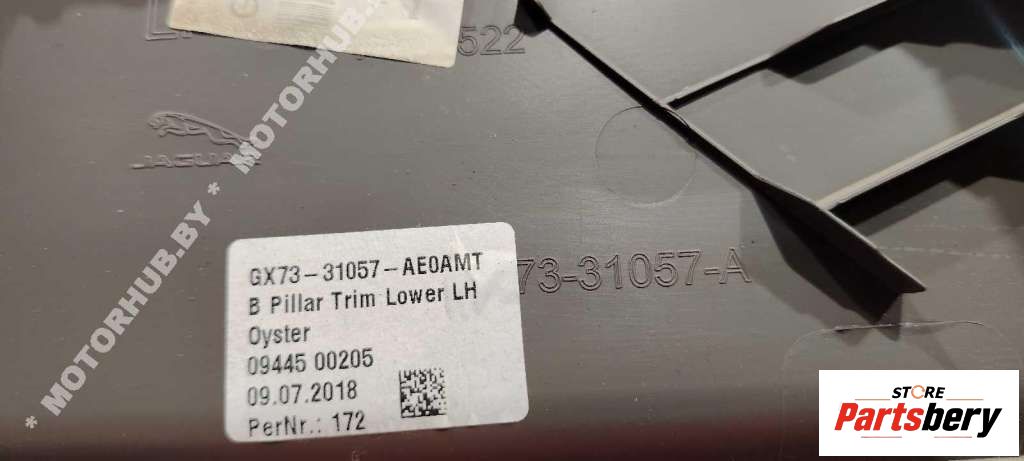 522
JAGUA
* MOTORHUB.BY * MOTORHUB.BY *
73-31057-A
GX73-31057-AE0AMT
B Pillar Trim Lower LH
Oyster
09445 00205
09.07.2018
PerNr.: 172
STORE
Partsbery